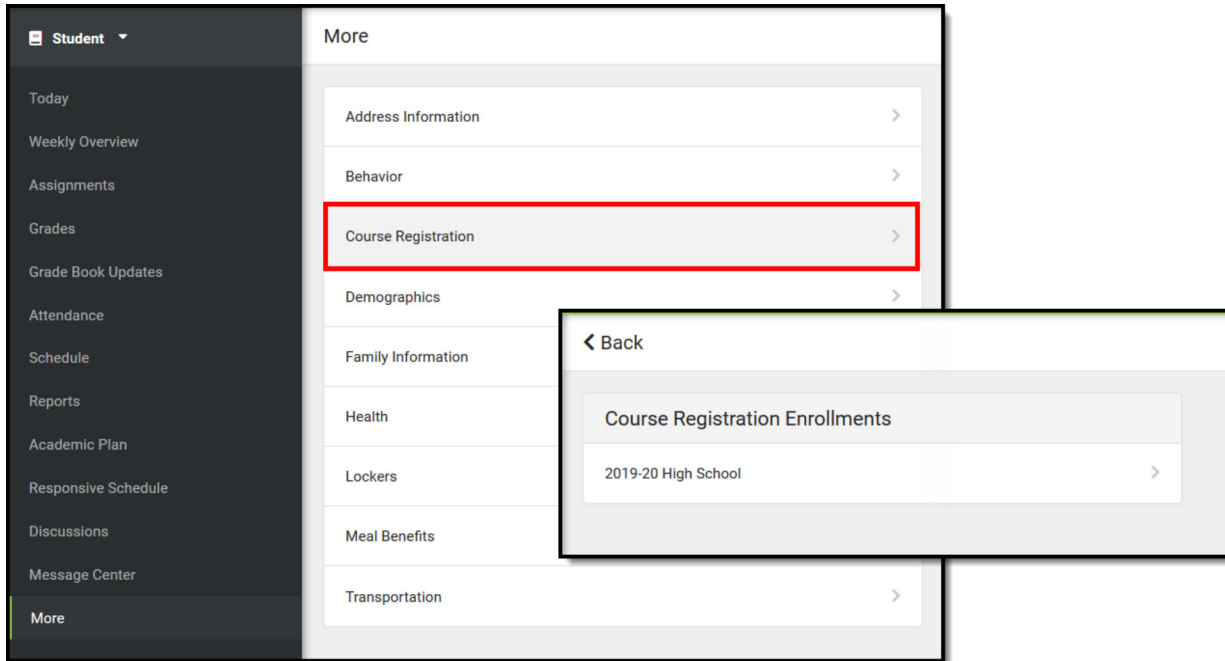 Student
Today
Weekly Overview
Assignments
Grades
Grade Book Updates
Attendance
Schedule
Reports
Academic Plan
Responsive Schedule
Discussions
Message Center
More
More
Address Information
Behavior
Course Registration
Demographics
Family Information
Health
Lockers
Meal Benefits
Transportation
Back
Course Registration Enrollments
2019-20 High School